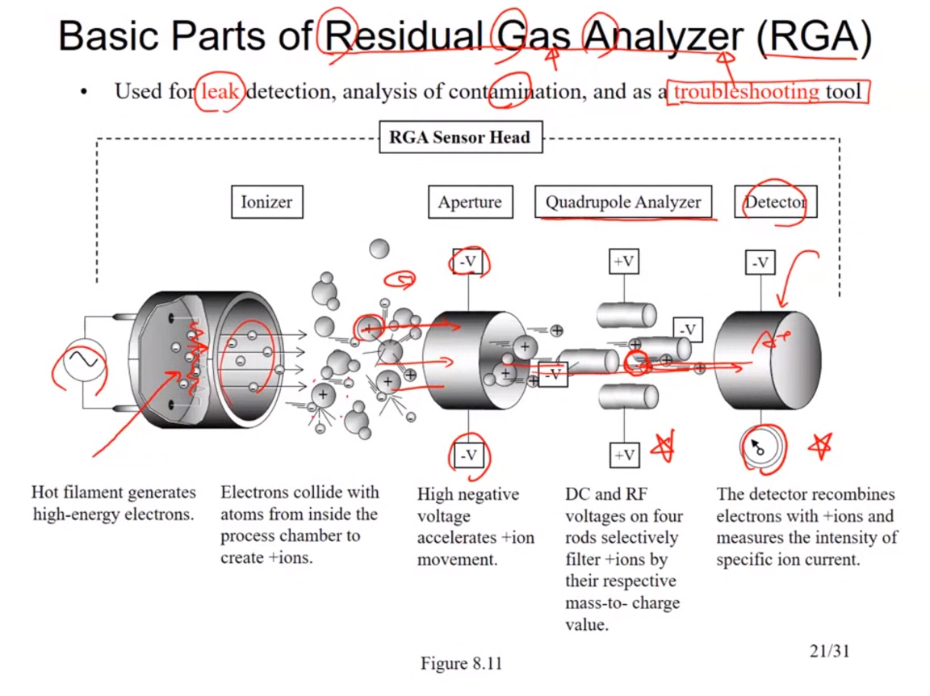 Basic Parts of Residual Gas Analyzer (RGA)
• Used for leak detection, analysis of contamination, and as a troubleshooting tool
RGA Sensor Head
Ionizer
Aperture
Quadrupole Analyzer
Detector
-V
+V
-V
-V
-V
-V
+V
Hot filament generates
high-energy electrons.
Electrons collide with
atoms from inside the
process chamber to
create +ions.
High negative
voltage
accelerates +ion
movement.
DC and RF
voltages on four
rods selectively
filter +ions by
their respective
mass-to- charge
value.
The detector recombines
electrons with +ions and
measures the intensity of
specific ion current.
21/31
Figure 8.11